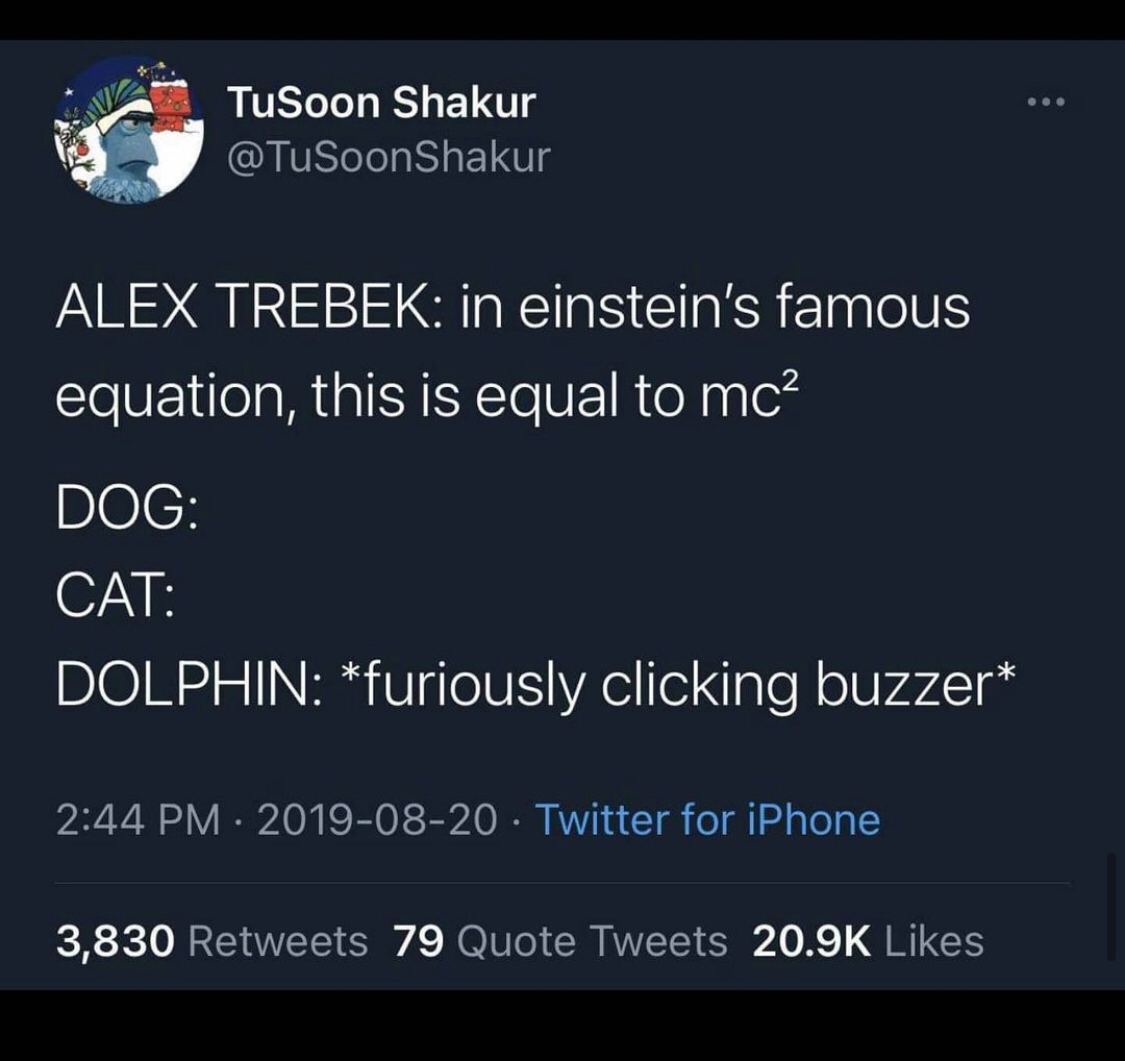 TuSoon Shakur
@TuSoonShakur
ALEX TREBEK: in einstein's famous
equation, this is equal to mc²
DOG:
CAT:
DOLPHIN: *furiously clicking buzzer*
2:44 PM · 2019-08-20 · Twitter for iPhone
3,830 Retweets 79 Quote Tweets 20.9K Likes